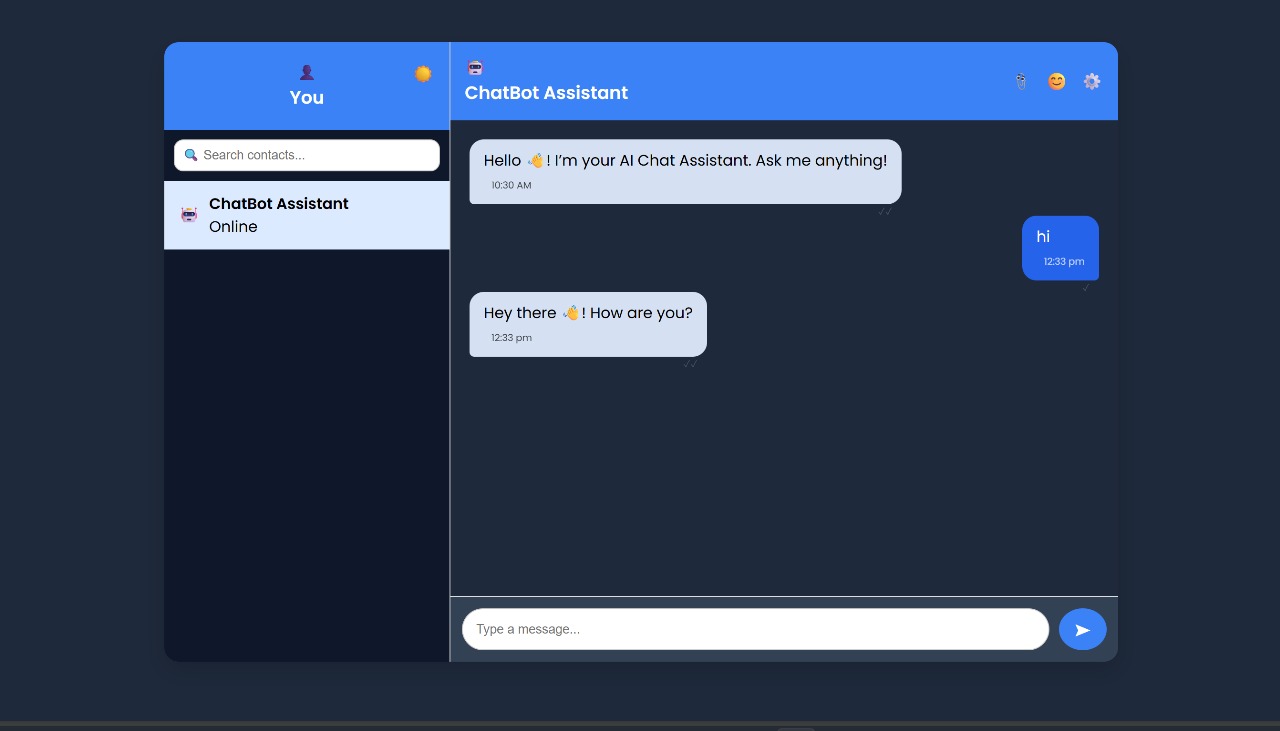 You
ChatBot Assistant
Search contacts...
ChatBot Assistant
Online
Hello 👋! I’m your AI Chat Assistant. Ask me anything!
10:30 AM
✓✓
hi
12:33 pm
✓
Hey there 👋! How are you?
12:33 pm
✓✓
Type a message...